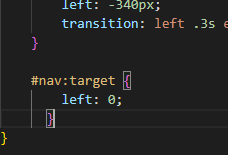 left: -340px;
transition: left .3s e
}
#nav:target {
left: 0;
}
}